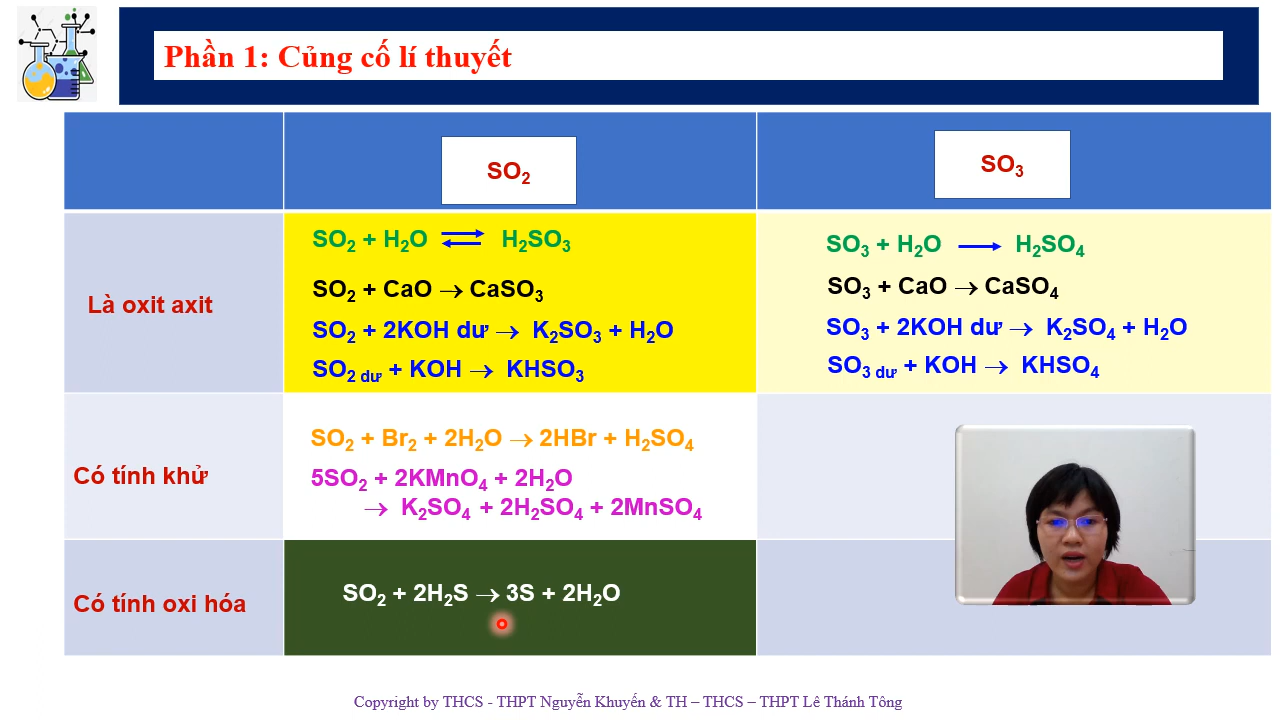 Phần 1: Củng cố lí thuyết
SO₂
SO₃
Là oxit axit
SO₂ + H₂O ⇌ H₂SO₃
SO₂ + CaO → CaSO₃
SO₂ + 2KOH dư → K₂SO₃ + H₂O
SO₂ dư + KOH → KHSO₃
SO₃ + H₂O → H₂SO₄
SO₃ + CaO → CaSO₄
SO₃ + 2KOH dư → K₂SO₄ + H₂O
SO₃ dư + KOH → KHSO₄
Có tính khử
SO₂ + Br₂ + 2H₂O → 2HBr + H₂SO₄
5SO₂ + 2KMnO₄ + 2H₂O
→ K₂SO₄ + 2H₂SO₄ + 2MnSO₄
Có tính oxi hóa
SO₂ + 2H₂S → 3S + 2H₂O
Copyright by THCS - THPT Nguyễn Khuyến & TH – THCS – THPT Lê Thánh Tông